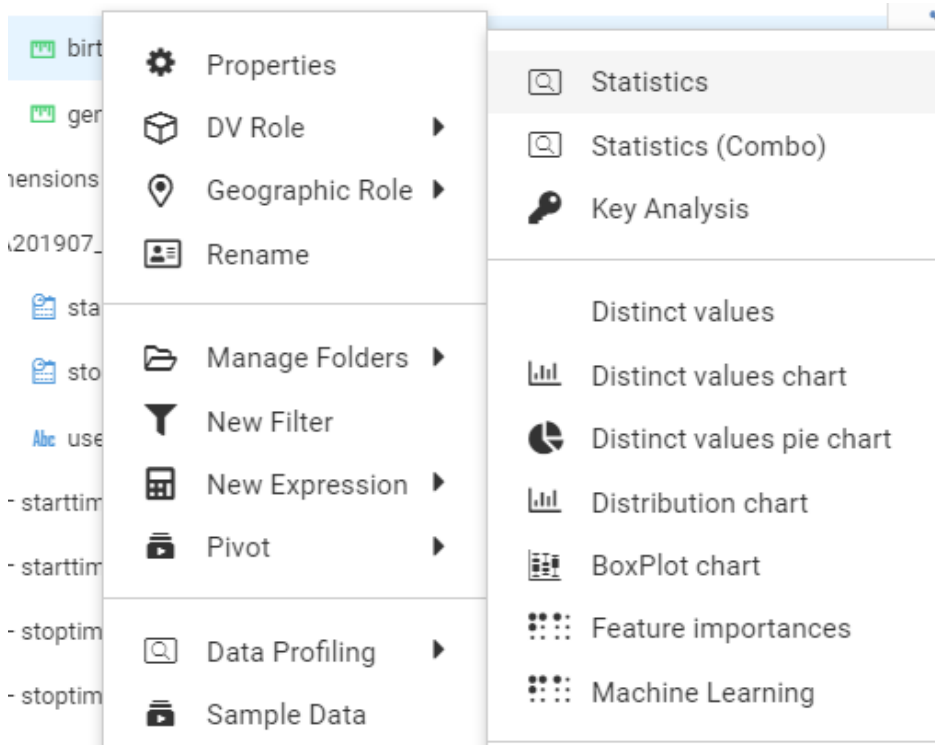 birt
ger
nensions
A201907_
sta
sto
Abc use
- starttim
- starttim
- stoptim
- stoptim
Properties
DV Role
Geographic Role
Rename
Manage Folders
New Filter
New Expression
Pivot
Data Profiling
Sample Data
Statistics
Statistics (Combo)
Key Analysis
Distinct values
Distinct values chart
Distinct values pie chart
Distribution chart
BoxPlot chart
Feature importances
Machine Learning